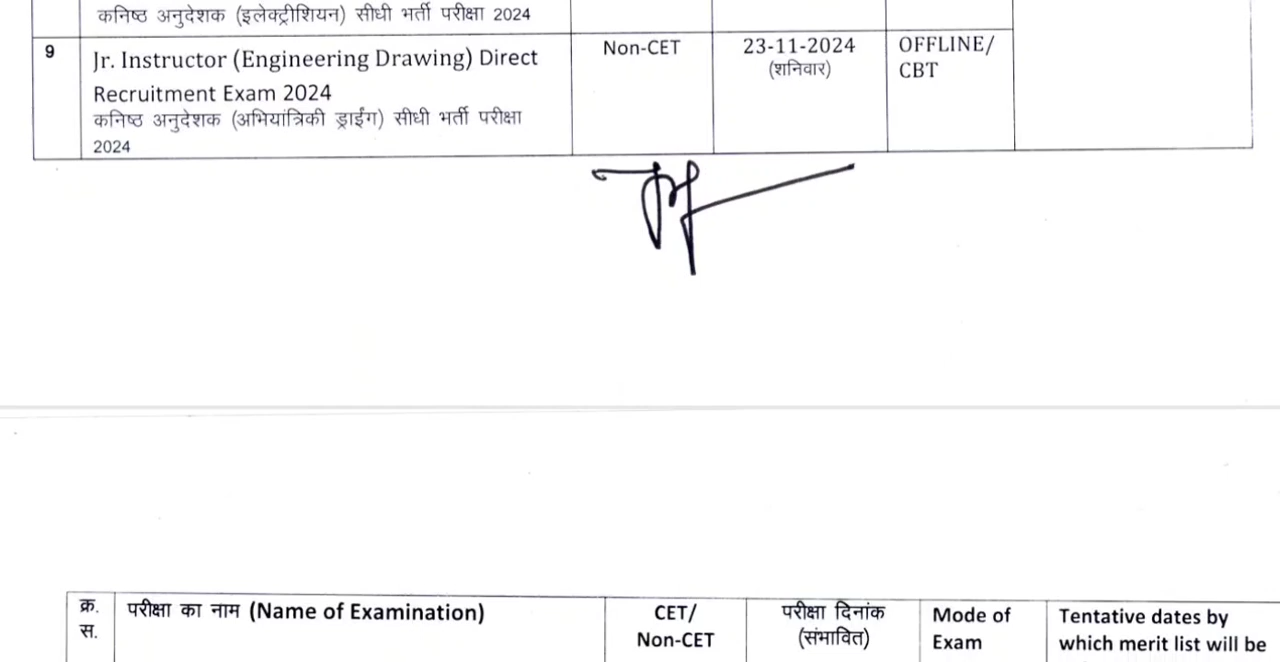 कनिष्ठ अनुदेशक (इलेक्ट्रीशियन) सीधी भर्ती परीक्षा 2024
9
Jr. Instructor (Engineering Drawing) Direct
Recruitment Exam 2024
कनिष्ठ अनुदेशक (अभियांत्रिकी ड्राईंग) सीधी भर्ती परीक्षा
2024
Non-CET
23-11-2024
(शनिवार)
OFFLINE/
CBT
क्र.
स.
परीक्षा का नाम (Name of Examination)
CET/
Non-CET
परीक्षा दिनांक
(संभावित)
Mode of
Exam
Tentative dates by
which merit list will be